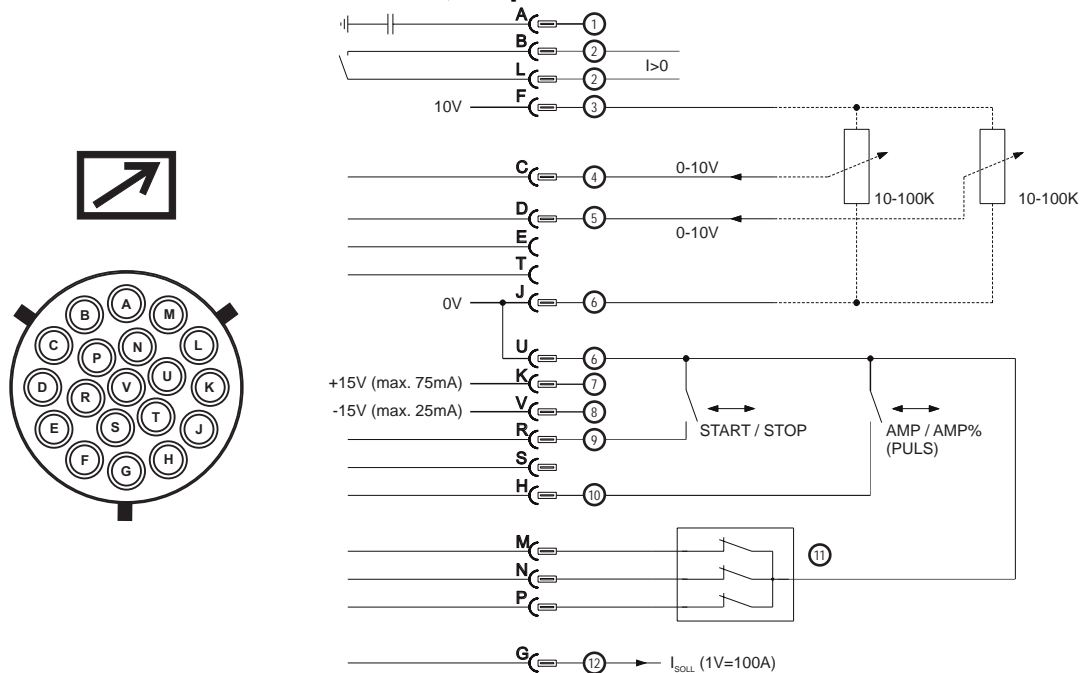 A 1
B 2
I>0
L 2
10V F 3
C 4 0-10V
10-100K 10-100K
D 5
0-10V
E
T
0V J 6
U 6
+15V (max. 75mA) K 7
-15V (max. 25mA) V 8
R 9 START / STOP AMP / AMP%
(PULS)
S
H 10
M 11
N
P
G 12 ISOLL (1V=100A)
A
B M
N
C L
P
U
D V K
R
T
E S J
F H
G